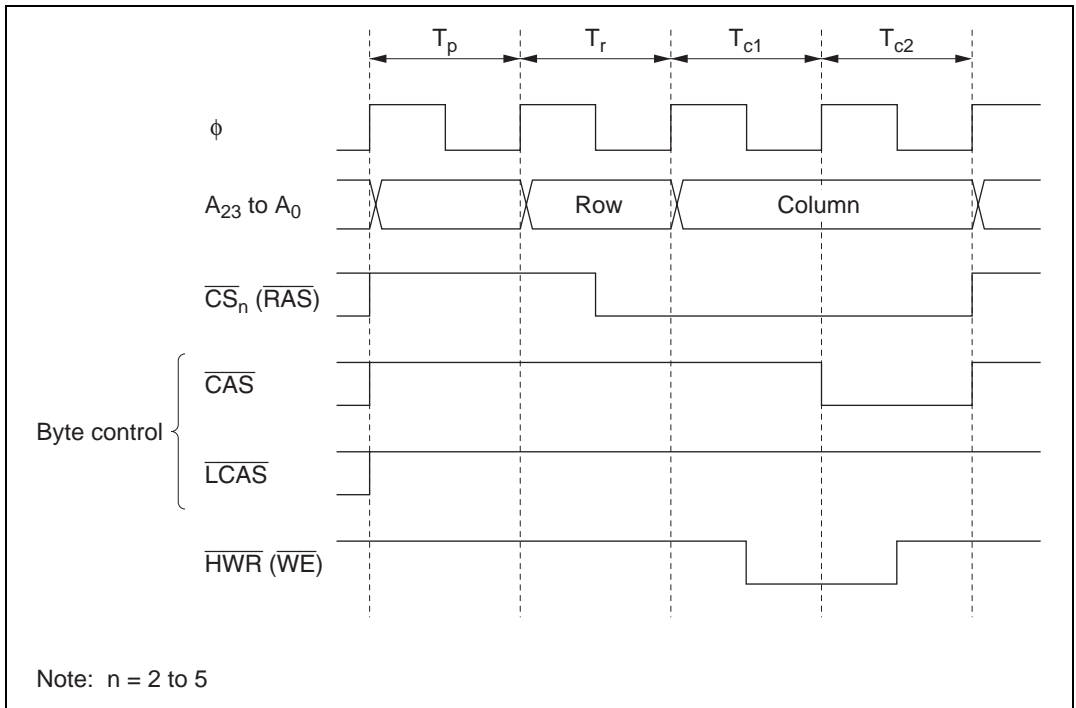 Tp Tr Tc1 Tc2
φ
A23 to A0
Row Column
CSn (RAS)
CAS
Byte control
LCAS
HWR (WE)
Note: n = 2 to 5